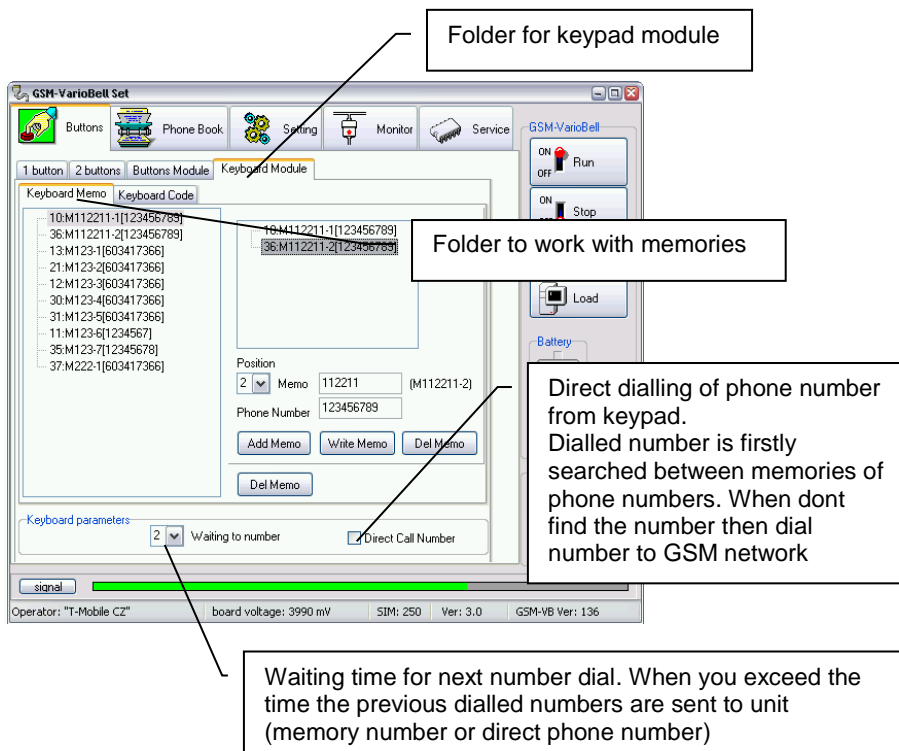 Folder for keypad module
GSM-VarioBell Set
Buttons
Phone Book
Setting
Monitor
Service
GSM-VarioBell
ON
OFF
Run
1 button
2 buttons
Buttons Module
Keyboard Module
Keyboard Memo
Keyboard Code
ON
Stop
10:M112211-1[123456789]
36:M112211-2[123456789]
13:M123-1[603417366]
21:M123-2[603417366]
12:M123-3[603417366]
30:M123-4[603417366]
31:M123-5[603417366]
11:M123-6[1234567]
35:M123-7[12345678]
37:M222-1[603417366]
10:M112211-1[123456789]
36:M112211-2[123456789]
Folder to work with memories
Load
Battery
Position
2
Memo
112211
(M112211-2)
Phone Number
123456789
Add Memo
Write Memo
Del Memo
Del Memo
Direct dialling of phone number
from keypad.
Dialled number is firstly
searched between memories of
phone numbers. When dont
find the number then dial
number to GSM network
Keyboard parameters
2
Waiting to number
Direct Call Number
signal
Operator: "T-Mobile CZ"
board voltage: 3990 mV
SIM: 250
Ver: 3.0
GSM-VB Ver: 136
Waiting time for next number dial. When you exceed the
time the previous dialled numbers are sent to unit
(memory number or direct phone number)